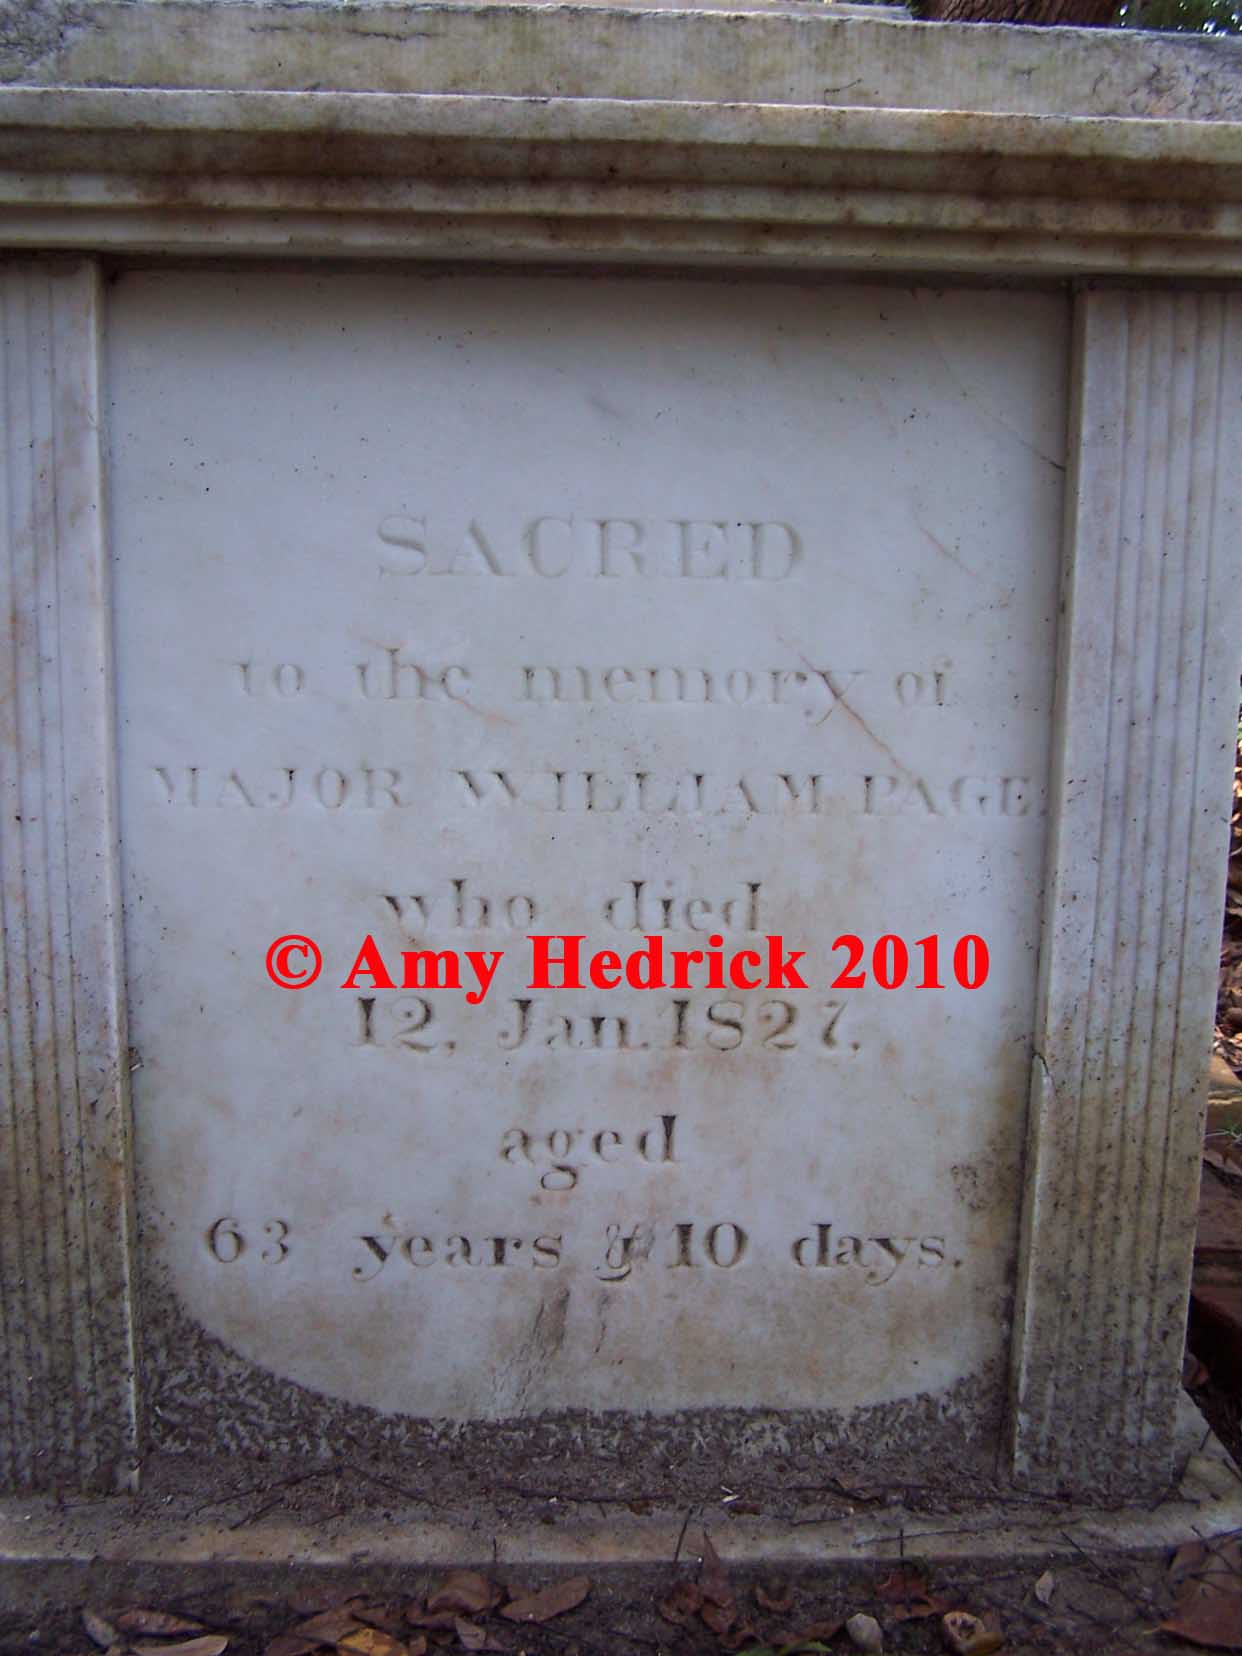 SACRED
to the memory of
MAJOR WILLIAM PAGE.
who died
© Amy Hedrick 2010
12. Jan. 1827.
aged
63 years & 10 days.